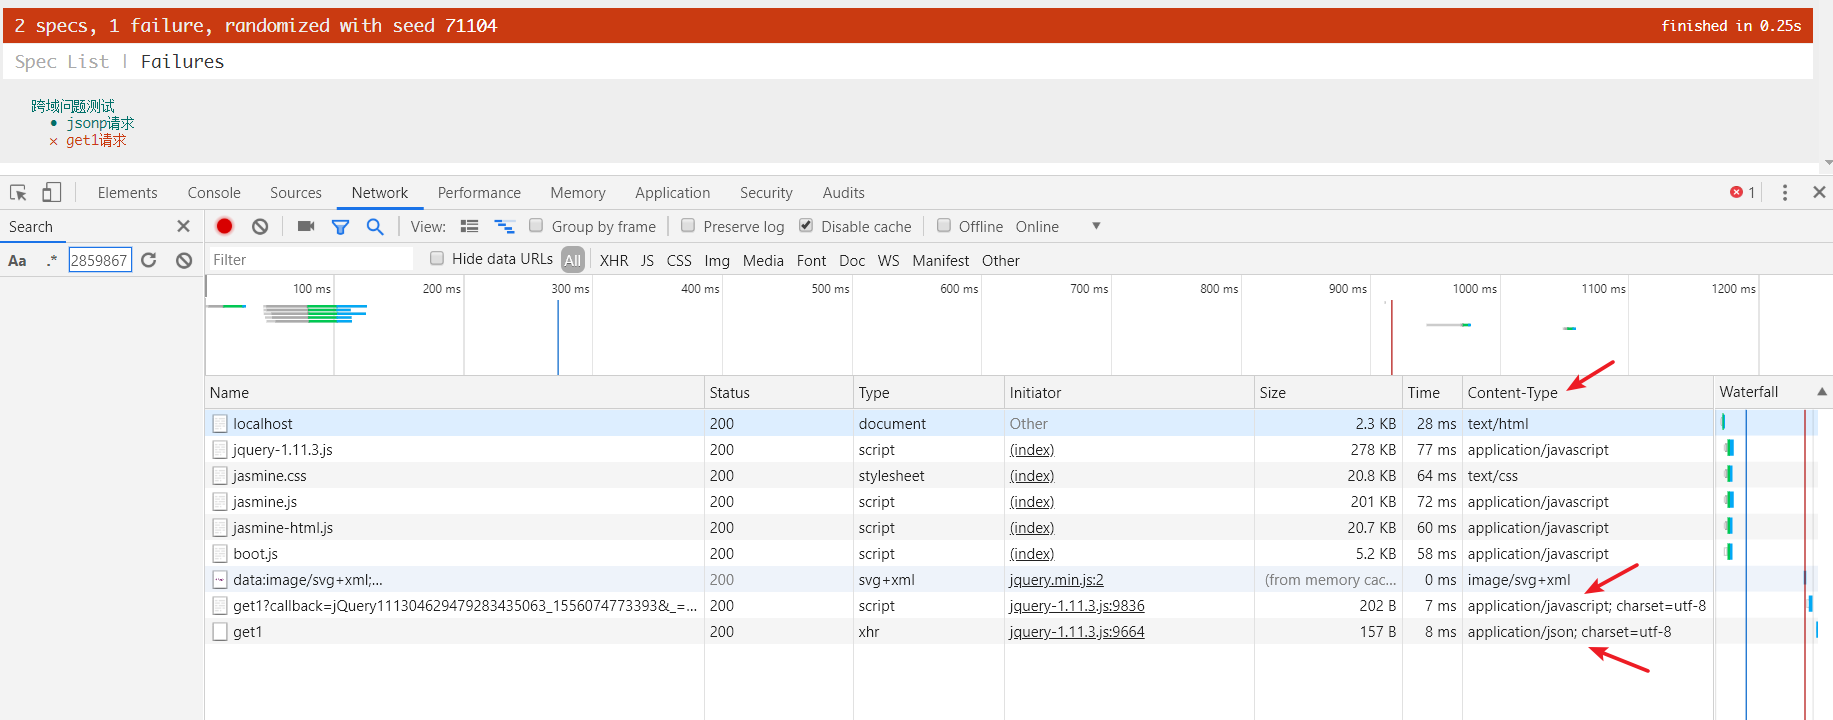 2 specs, 1 failure, randomized with seed 71104 finished in 0.25s
Spec List | Failures
跨域问题测试
• jsonp请求
× get1请求
Elements Console Sources Network Performance Memory Application Security Audits 1
Search View: Group by frame Preserve log Disable cache Offline Online
Aa .* 2859867 Filter Hide data URLs All XHR JS CSS Img Media Font Doc WS Manifest Other
100 ms 200 ms 300 ms 400 ms 500 ms 600 ms 700 ms 800 ms 900 ms 1000 ms 1100 ms 1200 ms
Name Status Type Initiator Size Time Content-Type Waterfall
localhost 200 document Other 2.3 KB 28 ms text/html
jquery-1.11.3.js 200 script (index) 278 KB 77 ms application/javascript
jasmine.css 200 stylesheet (index) 20.8 KB 64 ms text/css
jasmine.js 200 script (index) 201 KB 72 ms application/javascript
jasmine-html.js 200 script (index) 20.7 KB 60 ms application/javascript
boot.js 200 script (index) 5.2 KB 58 ms application/javascript
data:image/svg+xml;... 200 svg+xml jquery.min.js:2 (from memory cac... 0 ms image/svg+xml
get1?callback=jQuery111304629479283435063_1556074773393&_=... 200 script jquery-1.11.3.js:9836 202 B 7 ms application/javascript; charset=utf-8
get1 200 xhr jquery-1.11.3.js:9664 157 B 8 ms application/json; charset=utf-8